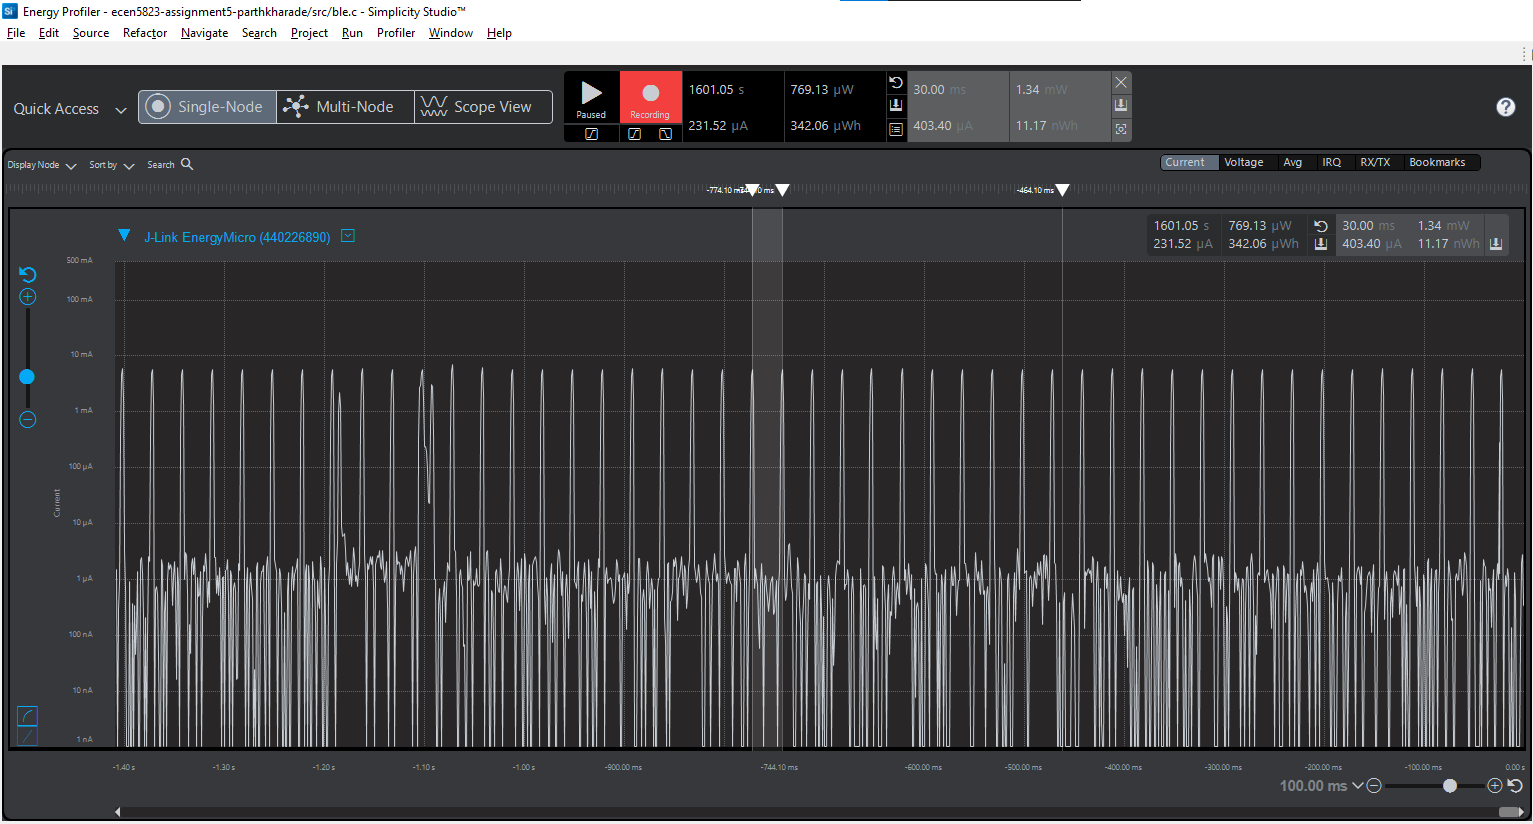 Energy Profiler - ecen5823-assignment5-parthkharade/src/ble.c - Simplicity Studio™
File Edit Source Refactor Navigate Search Project Run Profiler Window Help
Quick Access
Single-Node
Multi-Node
Scope View
Paused
Recording
1601.05 s
769.13 µW
231.52 µA
342.06 µWh
30.00 ms
1.34 mW
403.40 µA
11.17 nWh
Display Node
Sort by
Search
Current Voltage Avg IRQ RX/TX Bookmarks
-774.10 ms
-464.10 ms
J-Link EnergyMicro (440226890)
1601.05 s 769.13 µW
231.52 µA 342.06 µWh
30.00 ms 1.34 mW
403.40 µA 11.17 nWh
500 mA
100 mA
10 mA
1 mA
100 µA
10 µA
1 µA
100 nA
10 nA
1 nA
Current
-1.40 s -1.30 s -1.20 s -1.10 s -1.00 s -900.00 ms -744.10 ms -600.00 ms -500.00 ms -400.00 ms -300.00 ms -200.00 ms -100.00 ms 0.00 s
100.00 ms